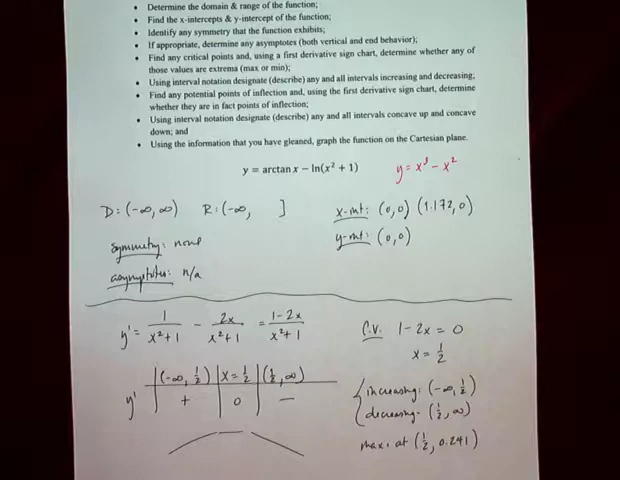 • Determine the domain & range of the function;
• Find the x-intercepts & y-intercept of the function;
• Identify any symmetry that the function exhibits;
• If appropriate, determine any asymptotes (both vertical and end behavior);
• Find any critical points and, using a first derivative sign chart, determine whether any of
those values are extrema (max or min);
• Using interval notation designate (describe) any and all intervals increasing and decreasing;
• Find any potential points of inflection and, using the first derivative sign chart, determine
whether they are in fact points of inflection;
• Using interval notation designate (describe) any and all intervals concave up and concave
down; and
• Using the information that you have gleaned, graph the function on the Cartesian plane.
y = arctan x − ln(x² + 1) y = x³ − x²
D: (-∞, ∞) R: (-∞, ]
x-int: (0,0) (1.172, 0)
y-int: (0,0)
symmetry: none
asymptotes: n/a
y' = 1/(x²+1) − 2x/(x²+1) = (1−2x)/(x²+1)
C.V. 1−2x = 0
x = 1/2
(-∞, 1/2) x = 1/2 (1/2, ∞)
y' + 0 −
increasing: (-∞, 1/2)
decreasing: (1/2, ∞)
max. at (1/2, 0.241)